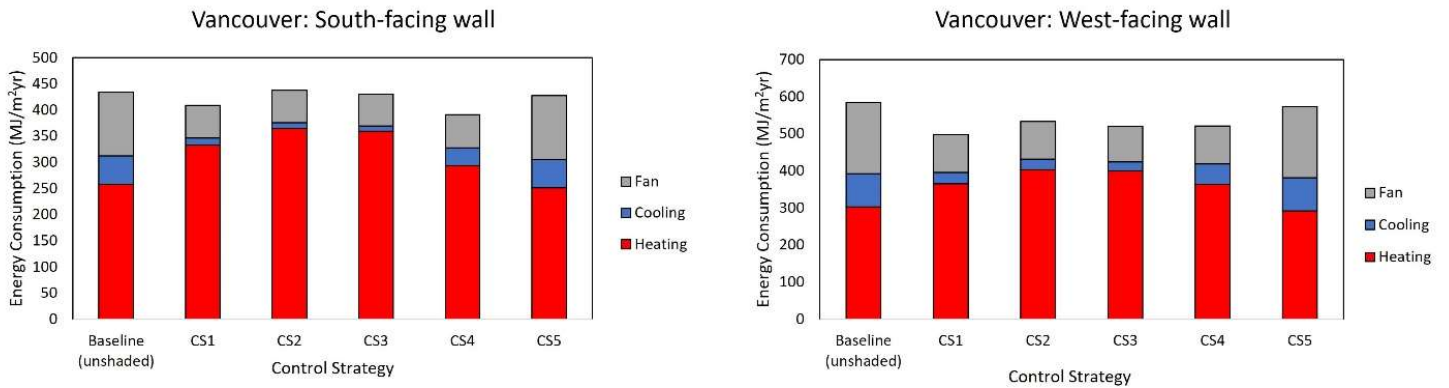 Vancouver: South-facing wall
Energy Consumption (MJ/m²yr)
500
450
400
350
300
250
200
150
100
50
0
Baseline (unshaded)
CS1
CS2
CS3
CS4
CS5
Control Strategy
Fan
Cooling
Heating
Vancouver: West-facing wall
Energy Consumption (MJ/m²yr)
700
600
500
400
300
200
100
0
Baseline (unshaded)
CS1
CS2
CS3
CS4
CS5
Control Strategy
Fan
Cooling
Heating